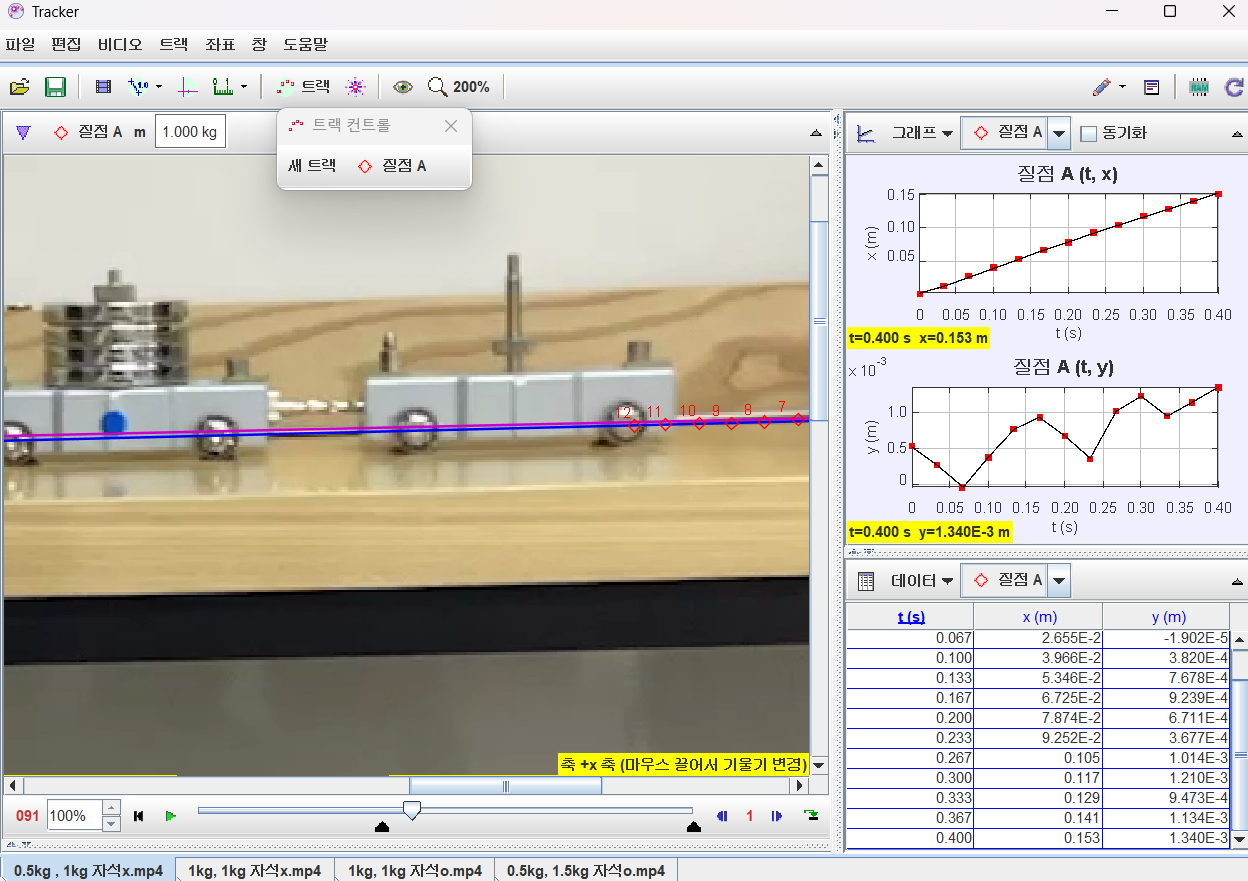 Tracker
파일 편집 비디오 트랙 좌표 창 도움말
1.0 0 1 트랙 200%
질점 A m 1.000 kg
트랙 컨트롤
새 트랙 질점 A
12 11 10 9 8 7
축 +x 축 (마우스 끌어서 기울기 변경)
091 100% 1
0.5kg , 1kg 자석x.mp4 1kg, 1kg 자석x.mp4 1kg, 1kg 자석o.mp4 0.5kg, 1.5kg 자석o.mp4
그래프 질점 A 동기화
질점 A (t, x)
0.15
0.10
0.05
x (m)
0 0.05 0.10 0.15 0.20 0.25 0.30 0.35 0.40
t (s)
t=0.400 s x=0.153 m
질점 A (t, y)
x 10-3
1.0
0.5
0
y (m)
0 0.05 0.10 0.15 0.20 0.25 0.30 0.35 0.40
t (s)
t=0.400 s y=1.340E-3 m
데이터 질점 A
t (s) x (m) y (m)
0.067 2.655E-2 -1.902E-5
0.100 3.966E-2 3.820E-4
0.133 5.346E-2 7.678E-4
0.167 6.725E-2 9.239E-4
0.200 7.874E-2 6.711E-4
0.233 9.252E-2 3.677E-4
0.267 0.105 1.014E-3
0.300 0.117 1.210E-3
0.333 0.129 9.473E-4
0.367 0.141 1.134E-3
0.400 0.153 1.340E-3